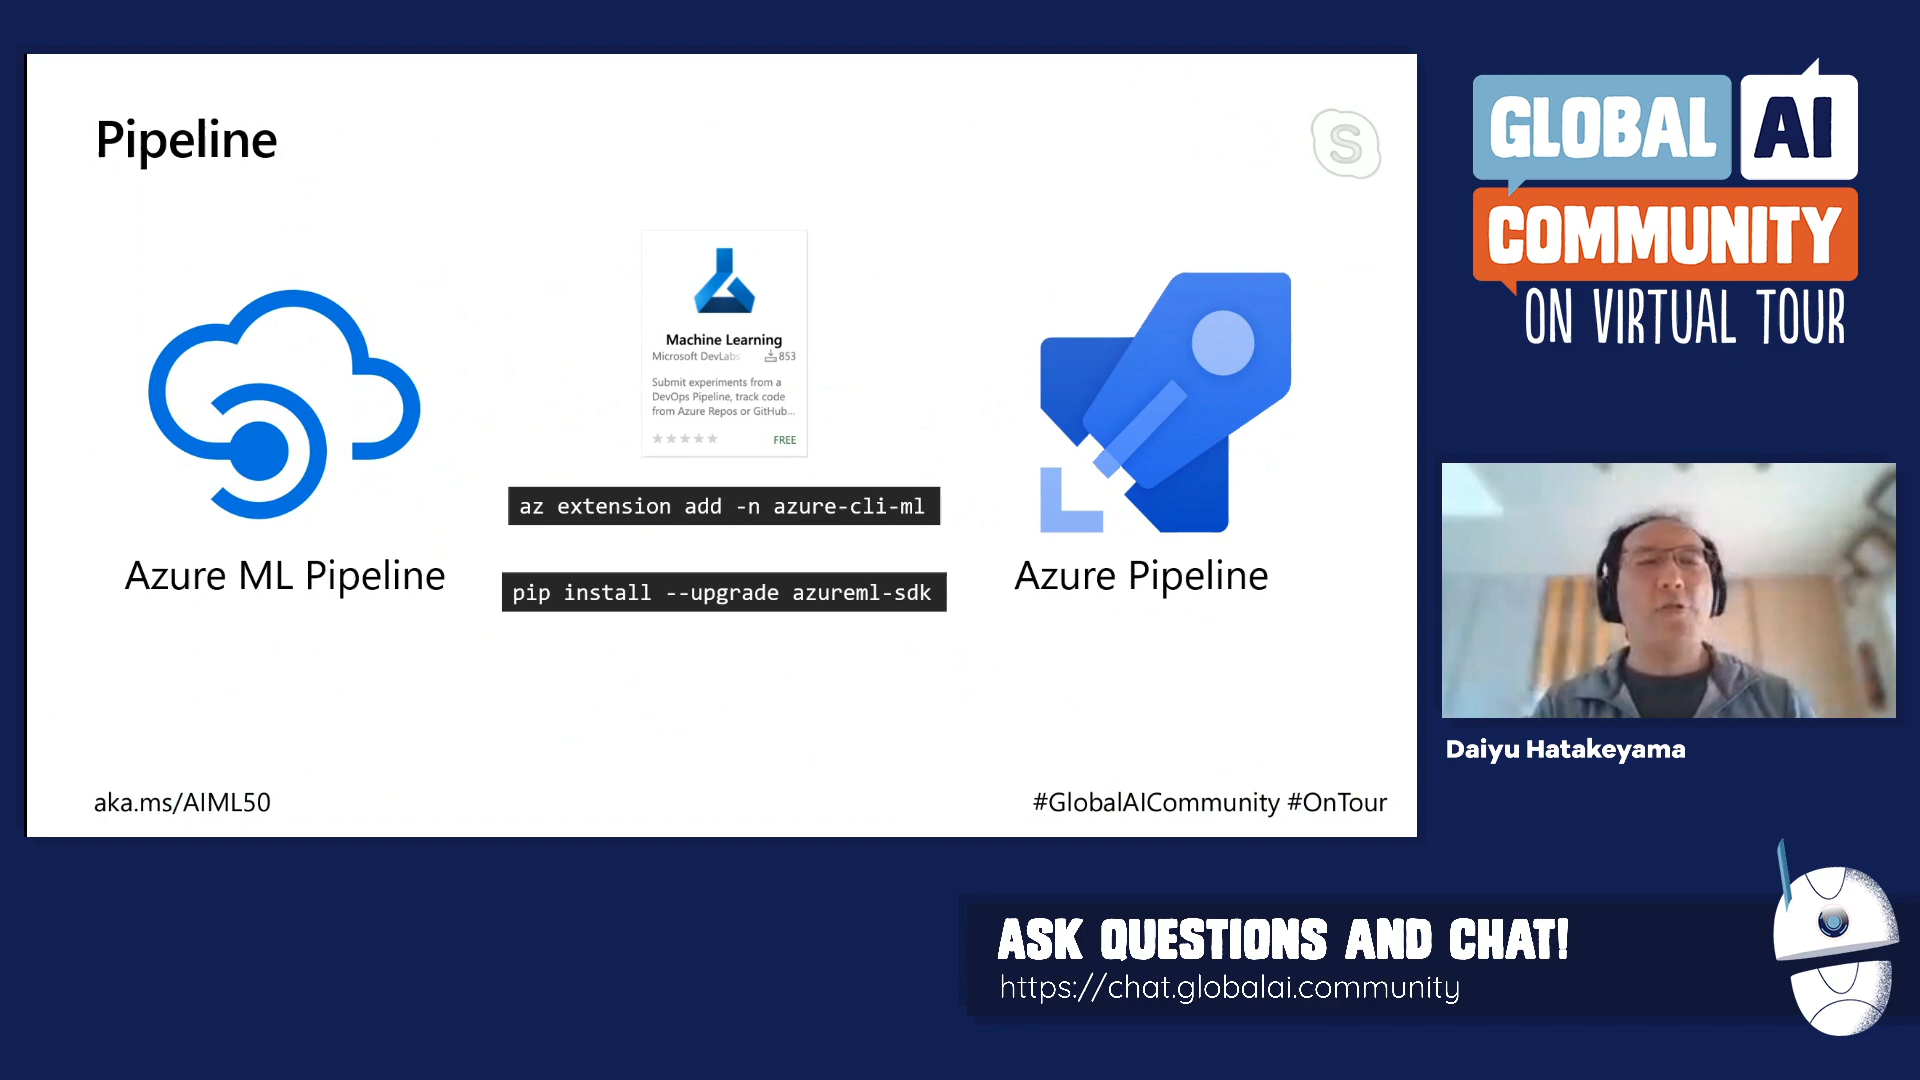 Pipeline
S
Machine Learning
Microsoft DevLabs
853
Submit experiments from a
DevOps Pipeline, track code
from Azure Repos or GitHub...
FREE
az extension add -n azure-cli-ml
pip install --upgrade azureml-sdk
Azure ML Pipeline
Azure Pipeline
aka.ms/AIML50
#GlobalAICommunity #OnTour
GLOBAL AI
COMMUNITY
ON VIRTUAL TOUR
Daiyu Hatakeyama
ASK QUESTIONS AND CHAT!
https://chat.globalai.community